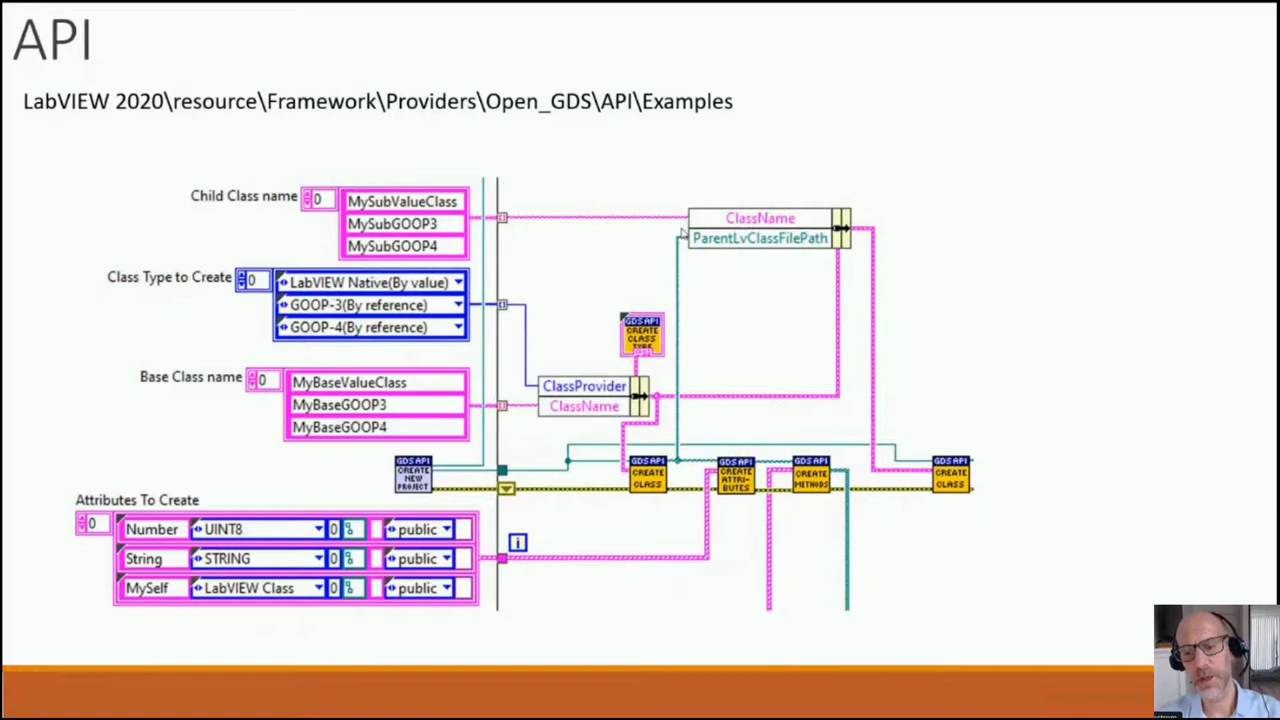 API
LabVIEW 2020\resource\Framework\Providers\Open_GDS\API\Examples
Child Class name
0
MySubValueClass
MySubGOOP3
MySubGOOP4
ClassName
ParentLvClassFilePath
Class Type to Create
0
LabVIEW Native(By value)
GOOP-3(By reference)
GOOP-4(By reference)
GDS API
CREATE
CLASS
TYPE
Base Class name
0
MyBaseValueClass
MyBaseGOOP3
MyBaseGOOP4
ClassProvider
ClassName
GDS API
CREATE
NEW
PROJECT
GDS API
CREATE
CLASS
GDS API
CREATE
ATTRI-
BUTES
GDS API
CREATE
METHODS
GDS API
CREATE
CLASS
Attributes To Create
0
Number UINT8 0 public
String STRING 0 public
MySelf LabVIEW Class 0 public
i